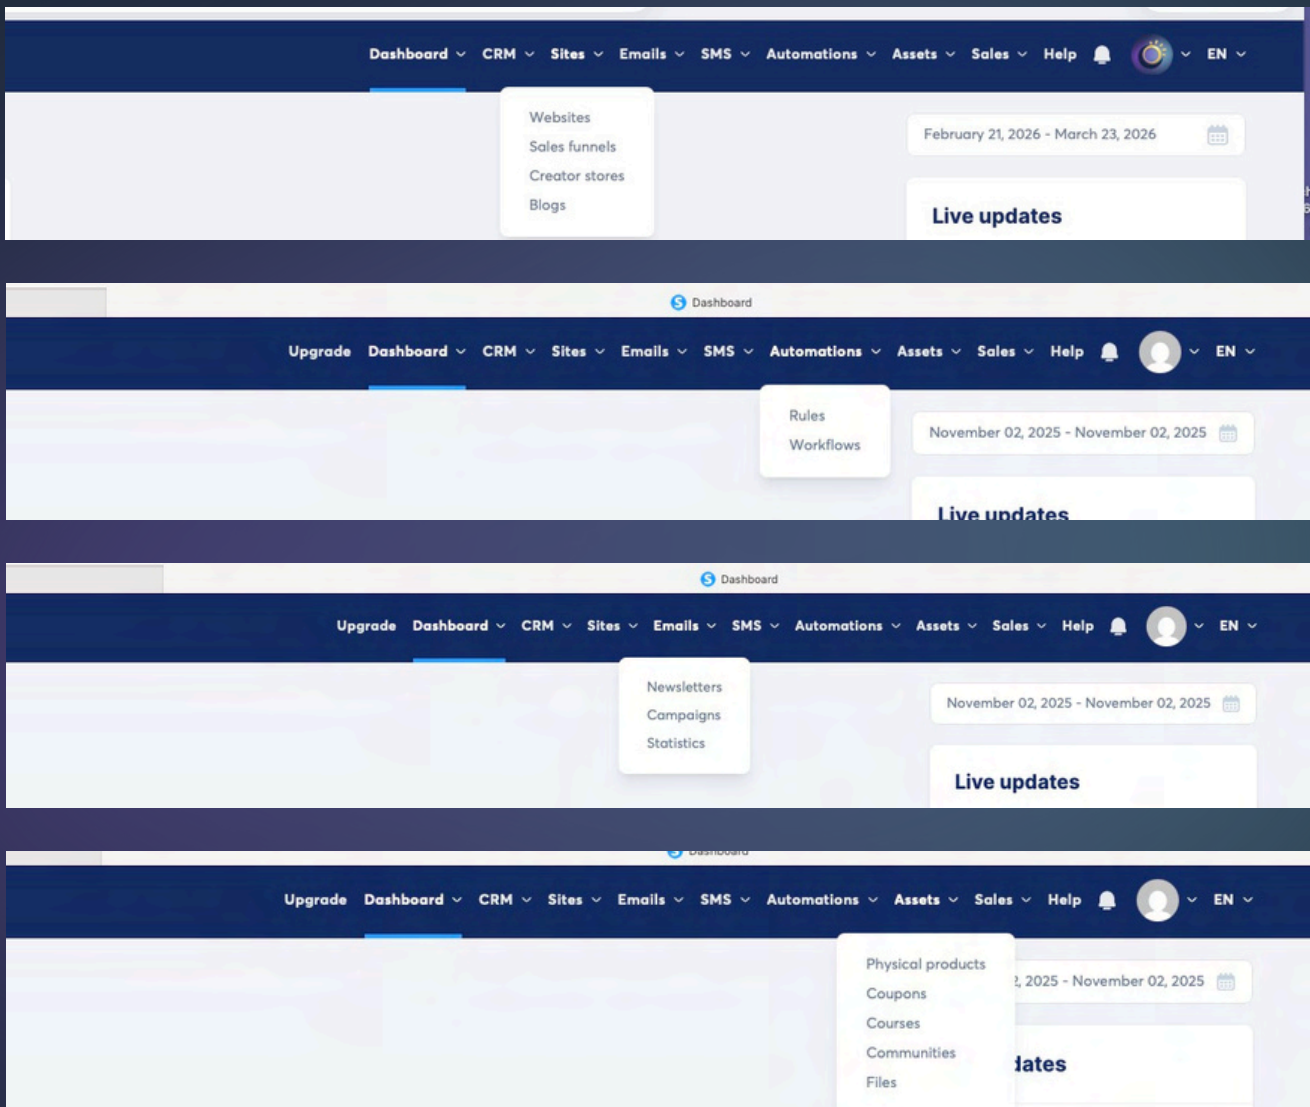 Dashboard CRM Sites Emails SMS Automations Assets Sales Help EN
Websites
Sales funnels
Creator stores
Blogs
February 21, 2026 - March 23, 2026
Live updates
Dashboard
Upgrade Dashboard CRM Sites Emails SMS Automations Assets Sales Help EN
Rules
Workflows
November 02, 2025 - November 02, 2025
Live updates
Dashboard
Upgrade Dashboard CRM Sites Emails SMS Automations Assets Sales Help EN
Newsletters
Campaigns
Statistics
November 02, 2025 - November 02, 2025
Live updates
Dashboard
Upgrade Dashboard CRM Sites Emails SMS Automations Assets Sales Help EN
Physical products
Coupons
Courses
Communities
Files
2, 2025 - November 02, 2025
dates